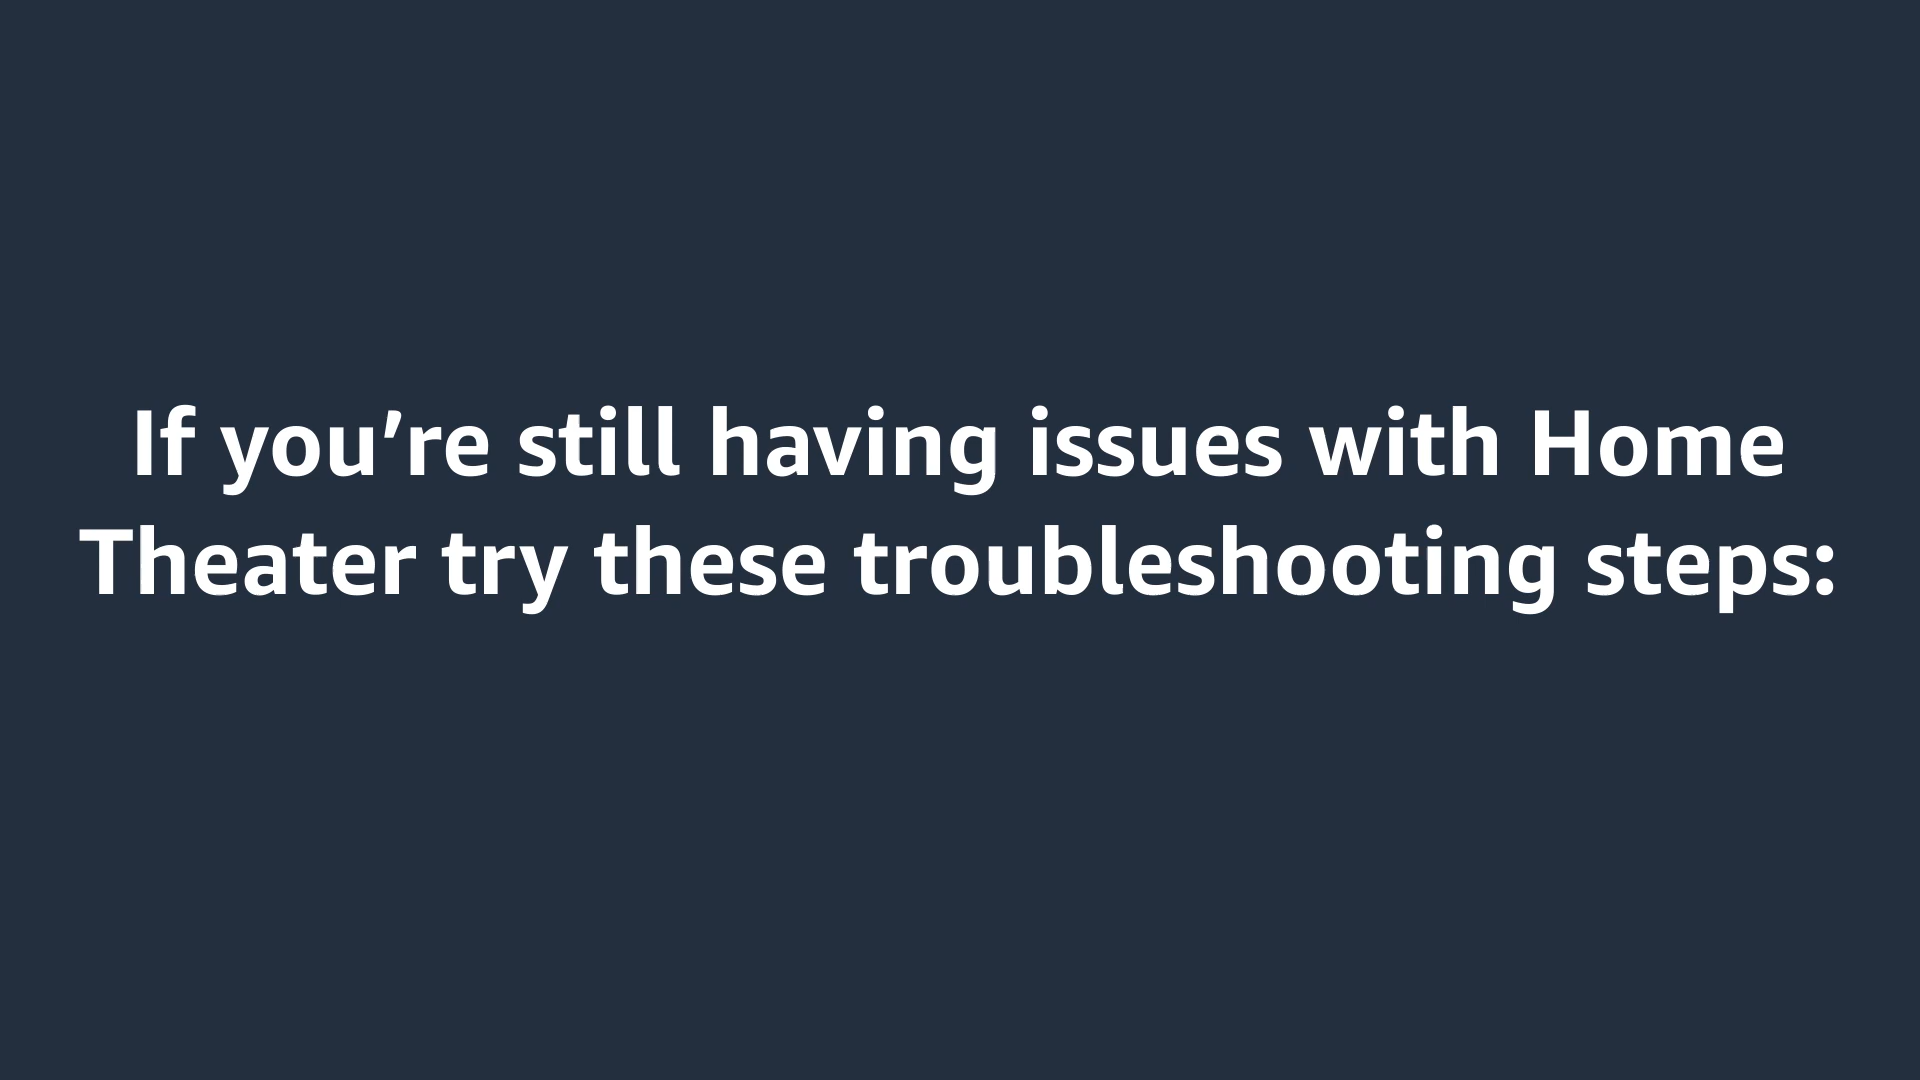 If you’re still having issues with Home
Theater try these troubleshooting steps: